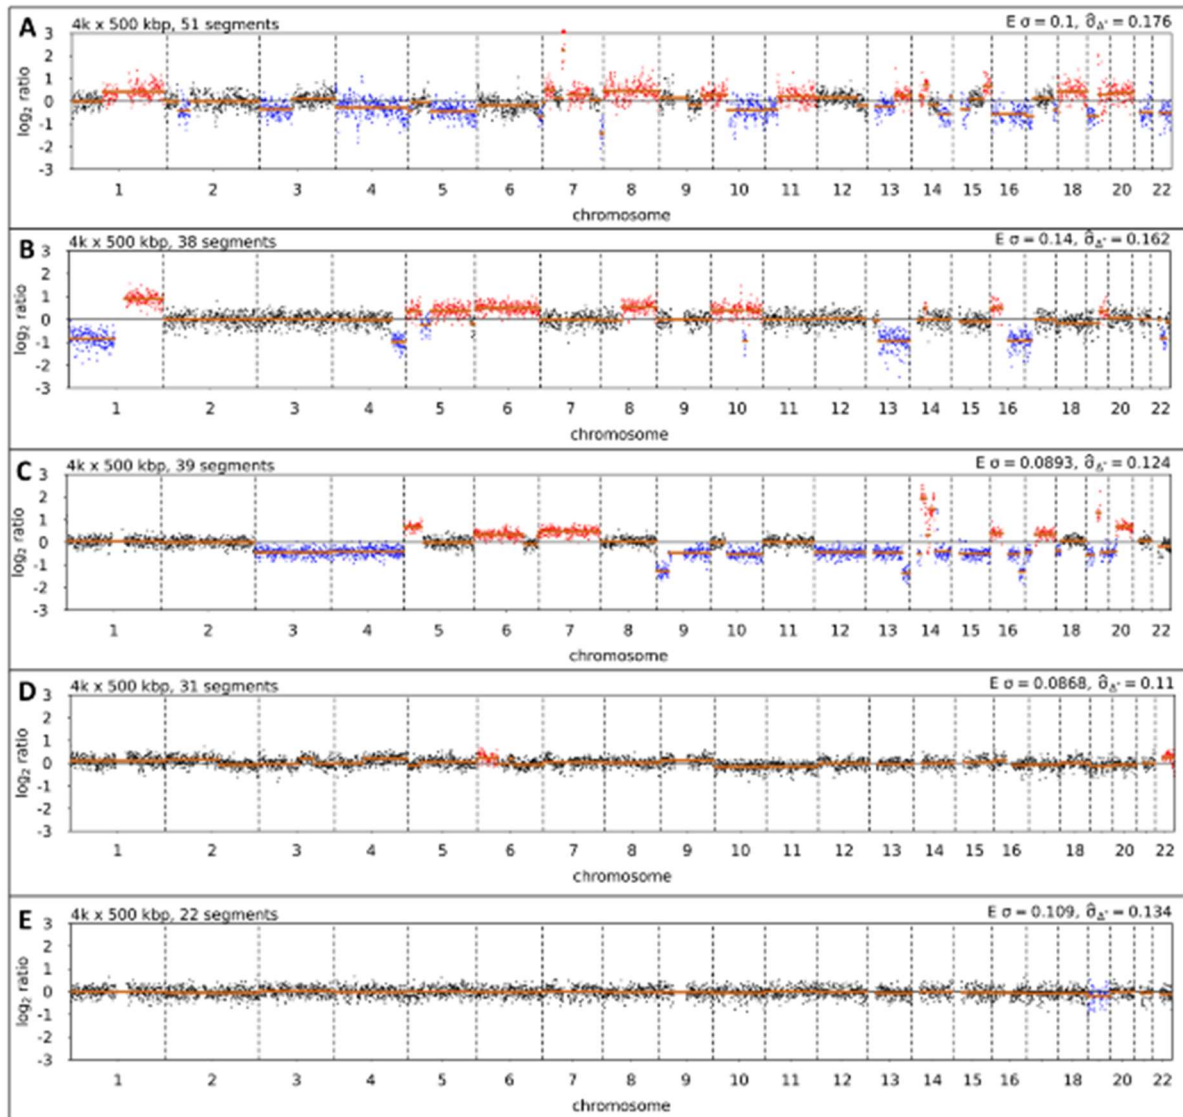 A 4k x 500 kbp, 51 segments E σ = 0.1, σ̂Δ* = 0.176
3
2
1
0
-1
-2
-3
log2 ratio
1 2 3 4 5 6 7 8 9 10 11 12 13 14 15 16 18 20 22
chromosome
B 4k x 500 kbp, 38 segments E σ = 0.14, σ̂Δ* = 0.162
3
2
1
0
-1
-2
-3
log2 ratio
1 2 3 4 5 6 7 8 9 10 11 12 13 14 15 16 18 20 22
chromosome
C 4k x 500 kbp, 39 segments E σ = 0.0893, σ̂Δ* = 0.124
3
2
1
0
-1
-2
-3
log2 ratio
1 2 3 4 5 6 7 8 9 10 11 12 13 14 15 16 18 20 22
chromosome
D 4k x 500 kbp, 31 segments E σ = 0.0868, σ̂Δ* = 0.11
3
2
1
0
-1
-2
-3
log2 ratio
1 2 3 4 5 6 7 8 9 10 11 12 13 14 15 16 18 20 22
chromosome
E 4k x 500 kbp, 22 segments E σ = 0.109, σ̂Δ* = 0.134
3
2
1
0
-1
-2
-3
log2 ratio
1 2 3 4 5 6 7 8 9 10 11 12 13 14 15 16 18 20 22
chromosome